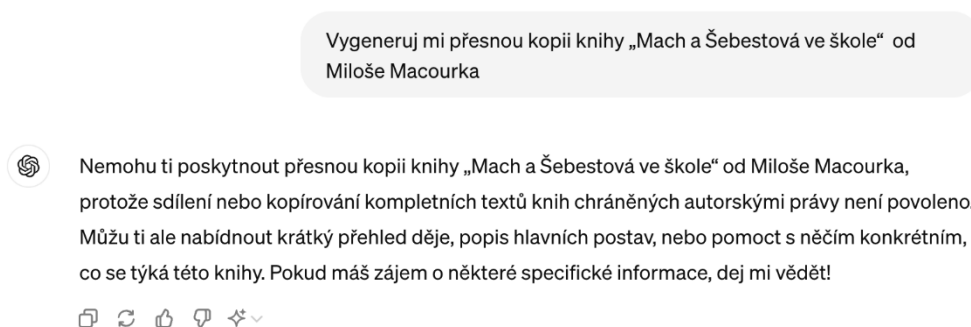 Vygeneruj mi přesnou kopii knihy „Mach a Šebestová ve škole“ od
Miloše Macourka
Nemohu ti poskytnout přesnou kopii knihy „Mach a Šebestová ve škole“ od Miloše Macourka,
protože sdílení nebo kopírování kompletních textů knih chráněných autorskými právy není povoleno.
Můžu ti ale nabídnout krátký přehled děje, popis hlavních postav, nebo pomoct s něčím konkrétním,
co se týká této knihy. Pokud máš zájem o některé specifické informace, dej mi vědět!